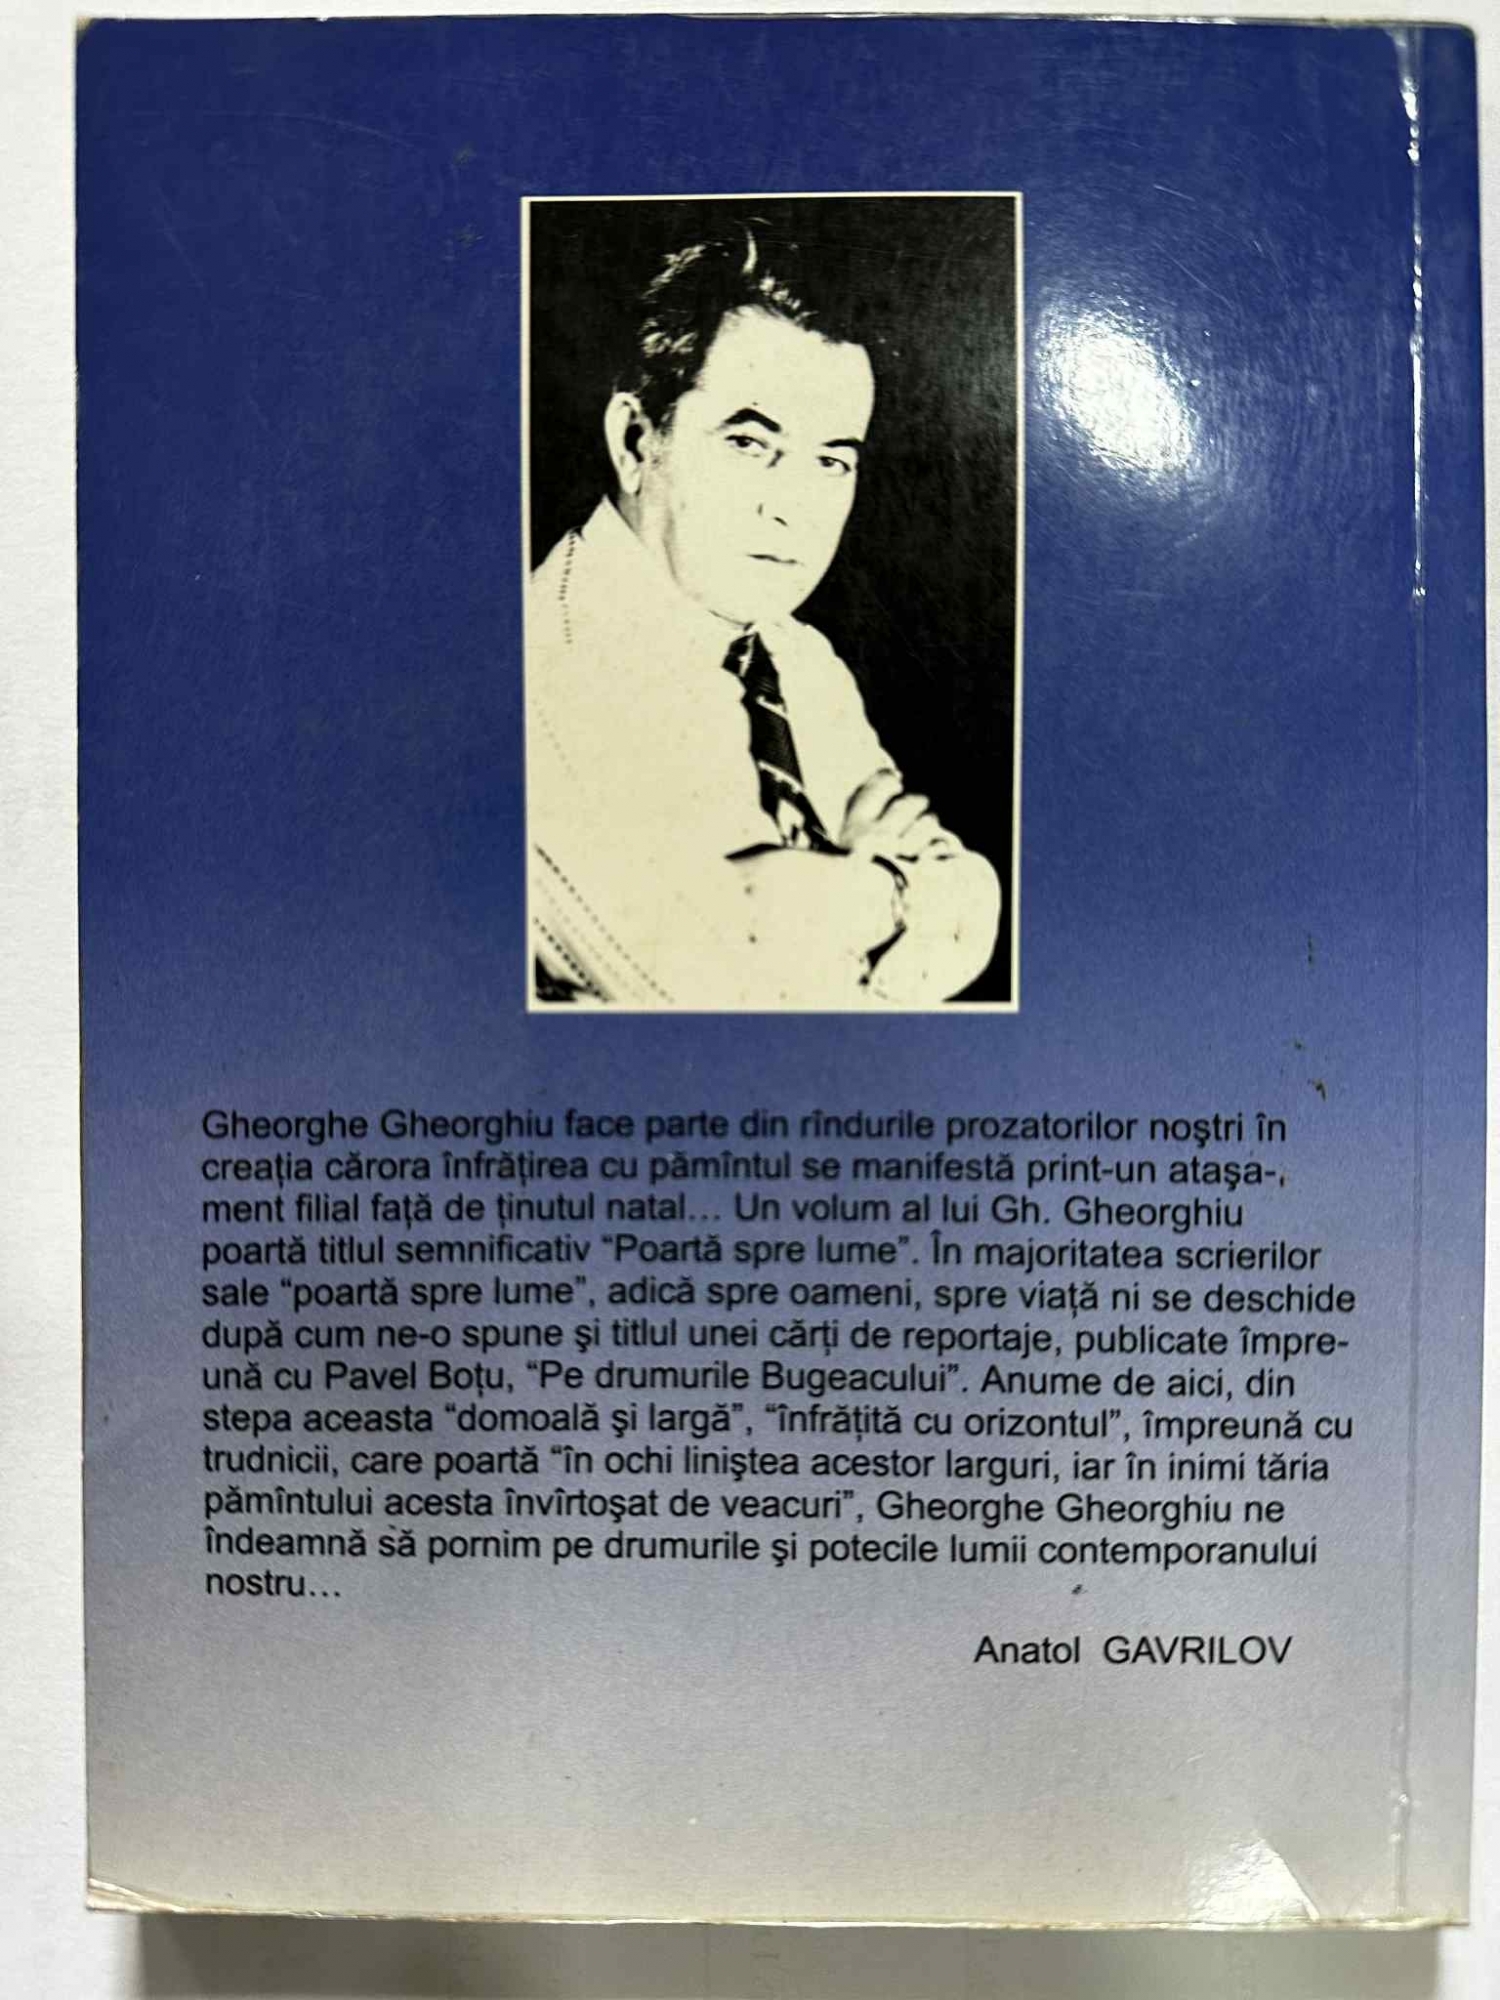 Gheorghe Gheorghiu face parte din rîndurile prozatorilor noştri în
creaţia cărora înfrăţirea cu pămîntul se manifestă print-un ataşa-
ment filial faţă de ţinutul natal... Un volum al lui Gh. Gheorghiu
poartă titlul semnificativ “Poartă spre lume”. În majoritatea scrierilor
sale “poartă spre lume”, adică spre oameni, spre viaţă ni se deschide
după cum ne-o spune şi titlul unei cărţi de reportaje, publicate împre-
ună cu Pavel Boţu, “Pe drumurile Bugeacului”. Anume de aici, din
stepa aceasta “domoală şi largă”, “înfrăţită cu orizontul”, împreună cu
trudnicii, care poartă “în ochi liniştea acestor larguri, iar în inimi tăria
pămîntului acesta învîrtoşat de veacuri”, Gheorghe Gheorghiu ne
îndeamnă să pornim pe drumurile şi potecile lumii contemporanului
nostru...
Anatol GAVRILOV